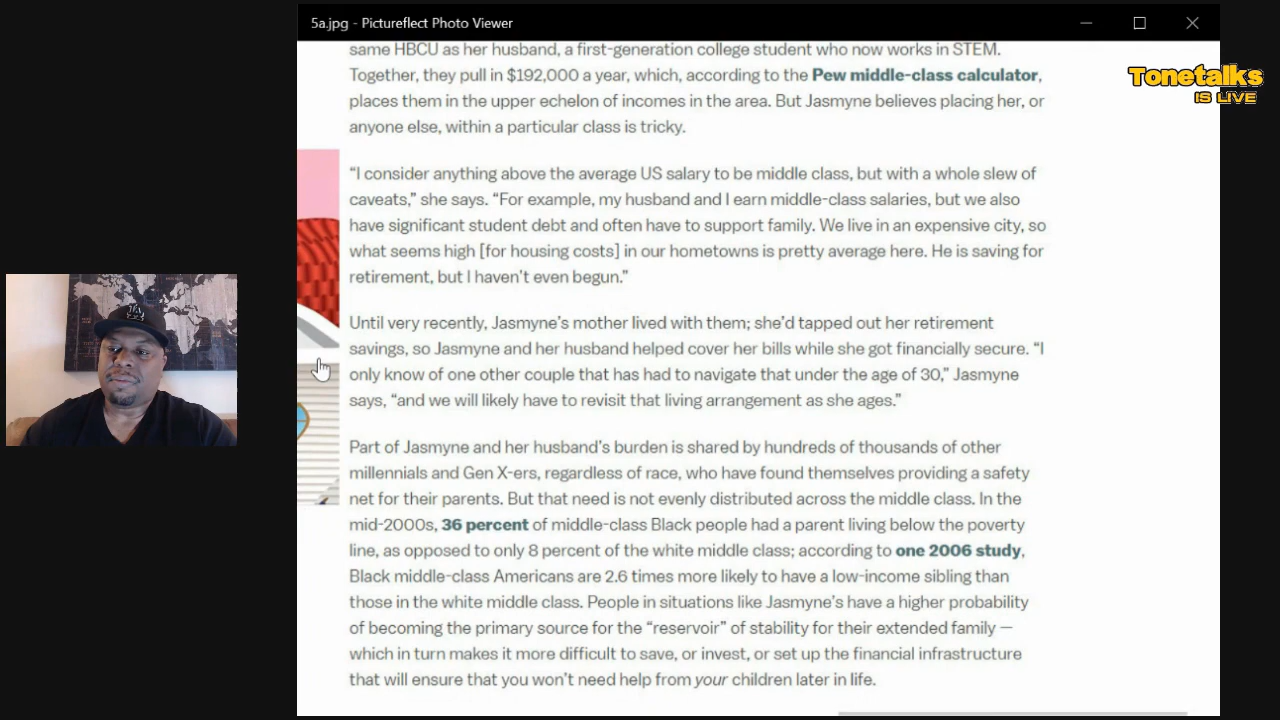 5a.jpg - Pictureflect Photo Viewer
Tonetalks
IS LIVE
same HBCU as her husband, a first-generation college student who now works in STEM.
Together, they pull in $192,000 a year, which, according to the Pew middle-class calculator,
places them in the upper echelon of incomes in the area. But Jasmyne believes placing her, or
anyone else, within a particular class is tricky.
“I consider anything above the average US salary to be middle class, but with a whole slew of
caveats,” she says. “For example, my husband and I earn middle-class salaries, but we also
have significant student debt and often have to support family. We live in an expensive city, so
what seems high [for housing costs] in our hometowns is pretty average here. He is saving for
retirement, but I haven’t even begun.”
Until very recently, Jasmyne’s mother lived with them; she’d tapped out her retirement
savings, so Jasmyne and her husband helped cover her bills while she got financially secure. “I
only know of one other couple that has had to navigate that under the age of 30,” Jasmyne
says, “and we will likely have to revisit that living arrangement as she ages.”
Part of Jasmyne and her husband’s burden is shared by hundreds of thousands of other
millennials and Gen X-ers, regardless of race, who have found themselves providing a safety
net for their parents. But that need is not evenly distributed across the middle class. In the
mid-2000s, 36 percent of middle-class Black people had a parent living below the poverty
line, as opposed to only 8 percent of the white middle class; according to one 2006 study,
Black middle-class Americans are 2.6 times more likely to have a low-income sibling than
those in the white middle class. People in situations like Jasmyne’s have a higher probability
of becoming the primary source for the “reservoir” of stability for their extended family —
which in turn makes it more difficult to save, or invest, or set up the financial infrastructure
that will ensure that you won’t need help from your children later in life.